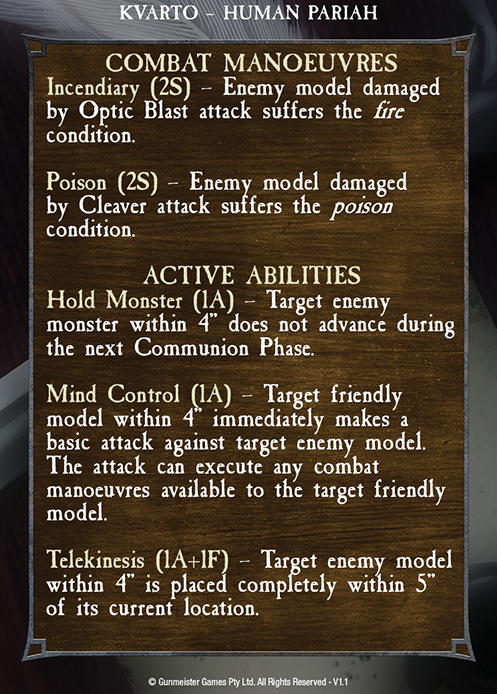 KVARTO – HUMAN PARIAH
COMBAT MANOEUVRES
Incendiary (2S) – Enemy model damaged
by Optic Blast attack suffers the fire
condition.
Poison (2S) – Enemy model damaged
by Cleaver attack suffers the poison
condition.
ACTIVE ABILITIES
Hold Monster (1A) – Target enemy
monster within 4" does not advance during
the next Communion Phase.
Mind Control (1A) – Target friendly
model within 4" immediately makes a
basic attack against target enemy model.
The attack can execute any combat
manoeuvres available to the target friendly
model.
Telekinesis (1A+1F) – Target enemy model
within 4" is placed completely within 5"
of its current location.
© Gunmeister Games Pty Ltd. All Rights Reserved - V1.1